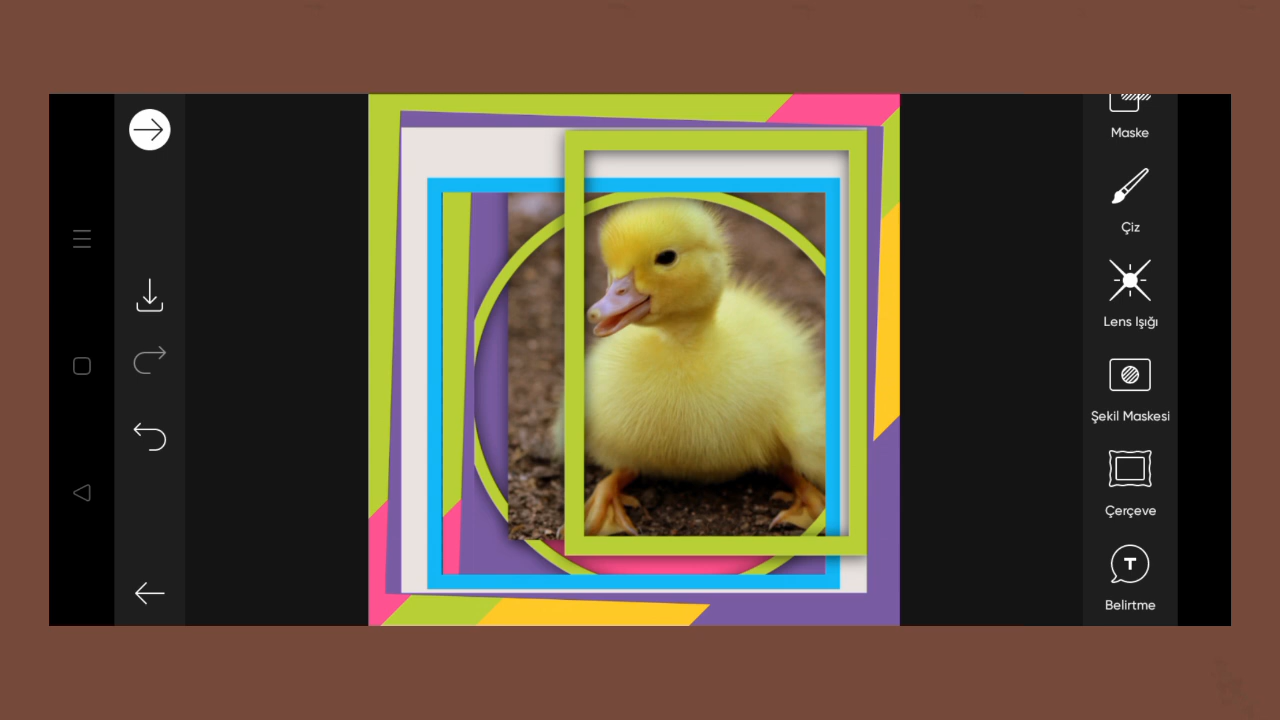 Maske
Çiz
Lens Işığı
Şekil Maskesi
Çerçeve
T
Belirtme